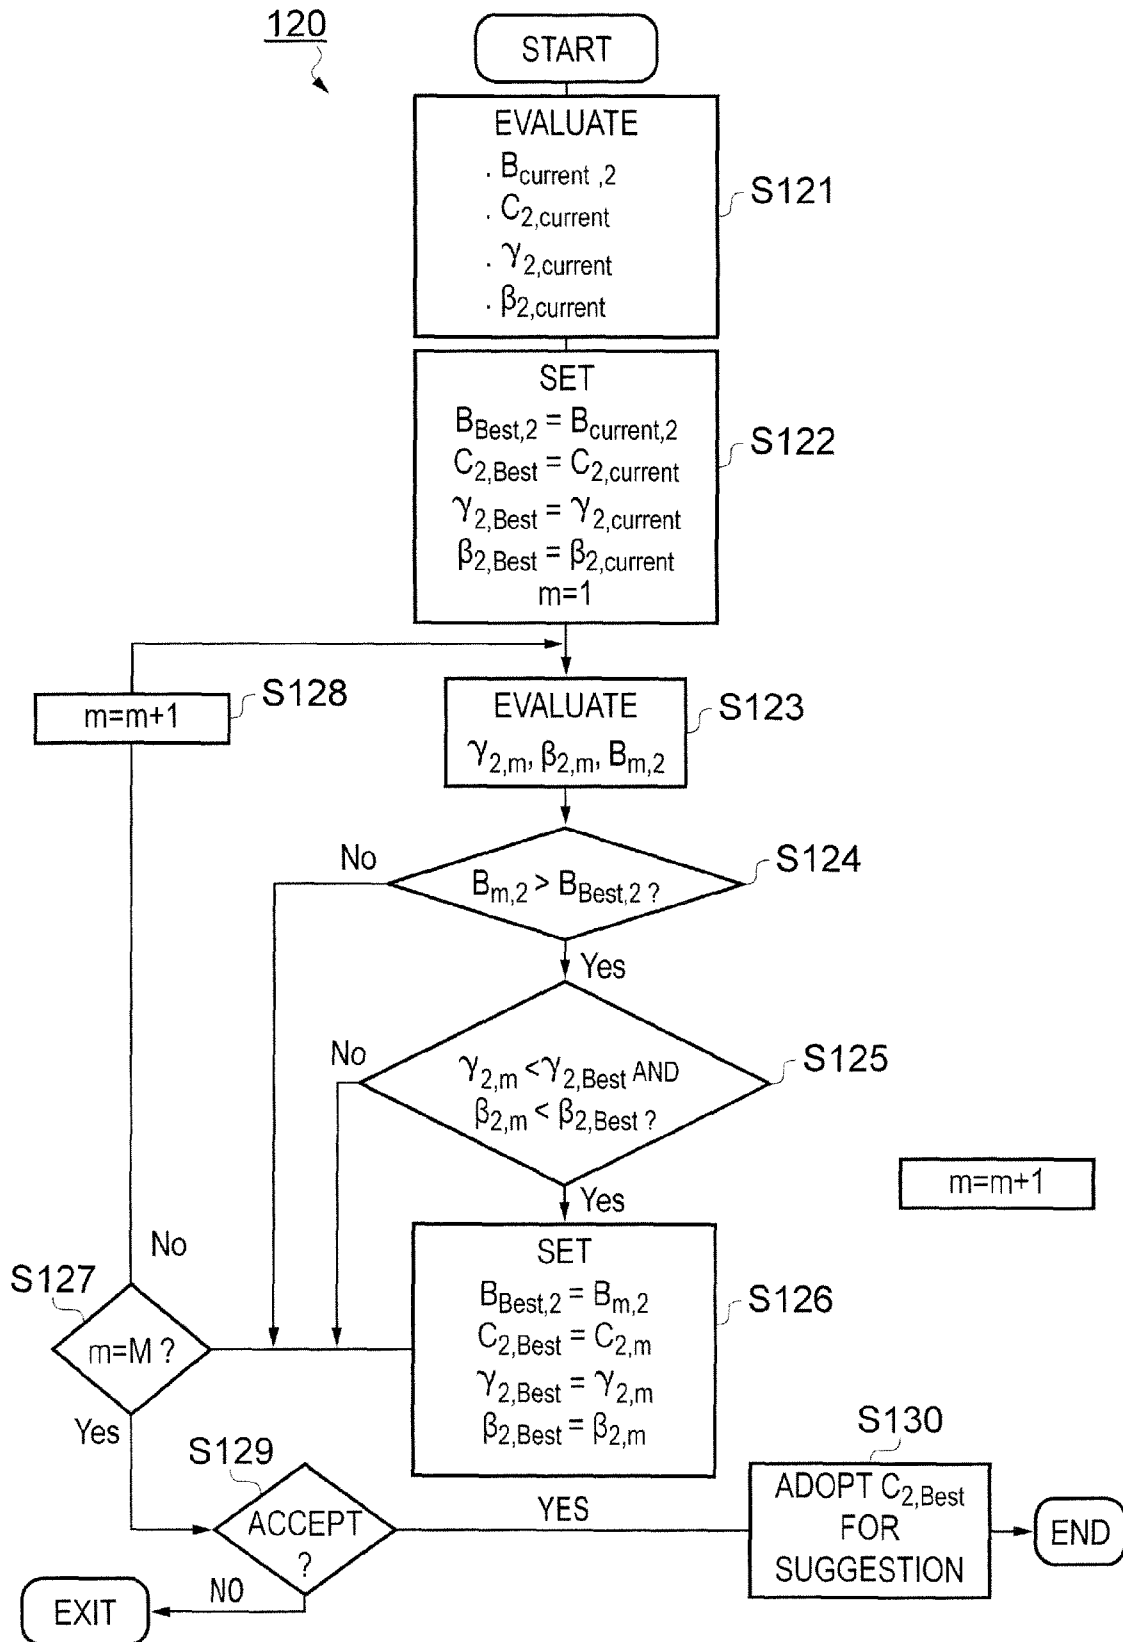 120
START
EVALUATE
. B_current ,2
. C_2,current
. γ_2,current
. β_2,current
S121
SET
B_Best,2 = B_current,2
C_2,Best = C_2,current
γ_2,Best = γ_2,current
β_2,Best = β_2,current
m=1
S122
m=m+1
S128
EVALUATE
γ_2,m, β_2,m, B_m,2
S123
No
B_m,2 > B_Best,2 ?
S124
Yes
No
γ_2,m < γ_2,Best AND
β_2,m < β_2,Best ?
S125
m=m+1
Yes
No
S127
m=M ?
SET
B_Best,2 = B_m,2
C_2,Best = C_2,m
γ_2,Best = γ_2,m
β_2,Best = β_2,m
S126
Yes
S129
ACCEPT
?
YES
S130
ADOPT C_2,Best
FOR
SUGGESTION
END
NO
EXIT